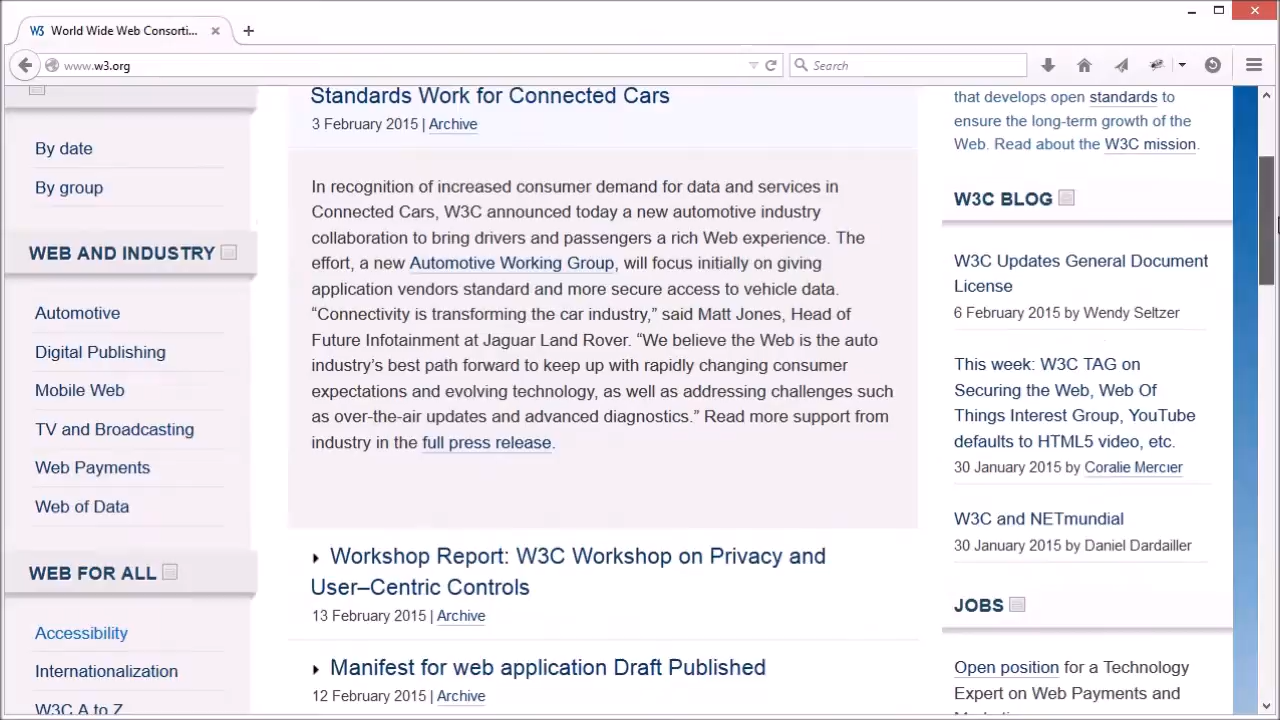 W3 World Wide Web Consorti...
www.w3.org
Search
By date
By group
WEB AND INDUSTRY
Automotive
Digital Publishing
Mobile Web
TV and Broadcasting
Web Payments
Web of Data
WEB FOR ALL
Accessibility
Internationalization
W3C A to Z
Standards Work for Connected Cars
3 February 2015 | Archive
In recognition of increased consumer demand for data and services in
Connected Cars, W3C announced today a new automotive industry
collaboration to bring drivers and passengers a rich Web experience. The
effort, a new Automotive Working Group, will focus initially on giving
application vendors standard and more secure access to vehicle data.
“Connectivity is transforming the car industry,” said Matt Jones, Head of
Future Infotainment at Jaguar Land Rover. “We believe the Web is the auto
industry’s best path forward to keep up with rapidly changing consumer
expectations and evolving technology, as well as addressing challenges such
as over-the-air updates and advanced diagnostics.” Read more support from
industry in the full press release.
Workshop Report: W3C Workshop on Privacy and
User–Centric Controls
13 February 2015 | Archive
Manifest for web application Draft Published
12 February 2015 | Archive
that develops open standards to
ensure the long-term growth of the
Web. Read about the W3C mission.
W3C BLOG
W3C Updates General Document
License
6 February 2015 by Wendy Seltzer
This week: W3C TAG on
Securing the Web, Web Of
Things Interest Group, YouTube
defaults to HTML5 video, etc.
30 January 2015 by Coralie Mercier
W3C and NETmundial
30 January 2015 by Daniel Dardailler
JOBS
Open position for a Technology
Expert on Web Payments and